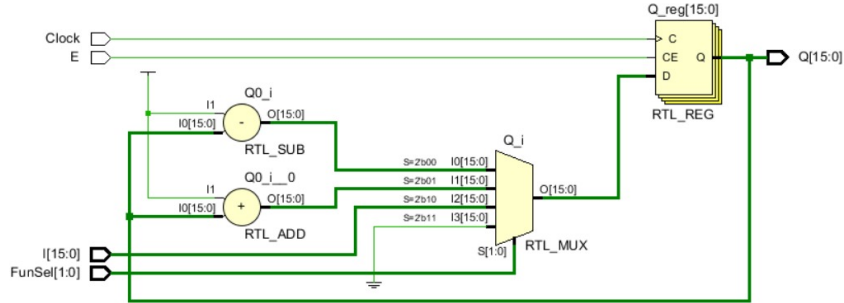 Q_reg[15:0]
Clock
C
E
CE
Q
Q[15:0]
D
Q0_i
I1
O[15:0]
I0[15:0]
-
RTL_REG
RTL_SUB
Q_i
S=2'b00
I0[15:0]
Q0_i__0
S=2'b01
I1[15:0]
I1
O[15:0]
O[15:0]
S=2'b10
I2[15:0]
I0[15:0]
+
S=2'b11
I3[15:0]
RTL_ADD
RTL_MUX
I[15:0]
S[1:0]
FunSel[1:0]